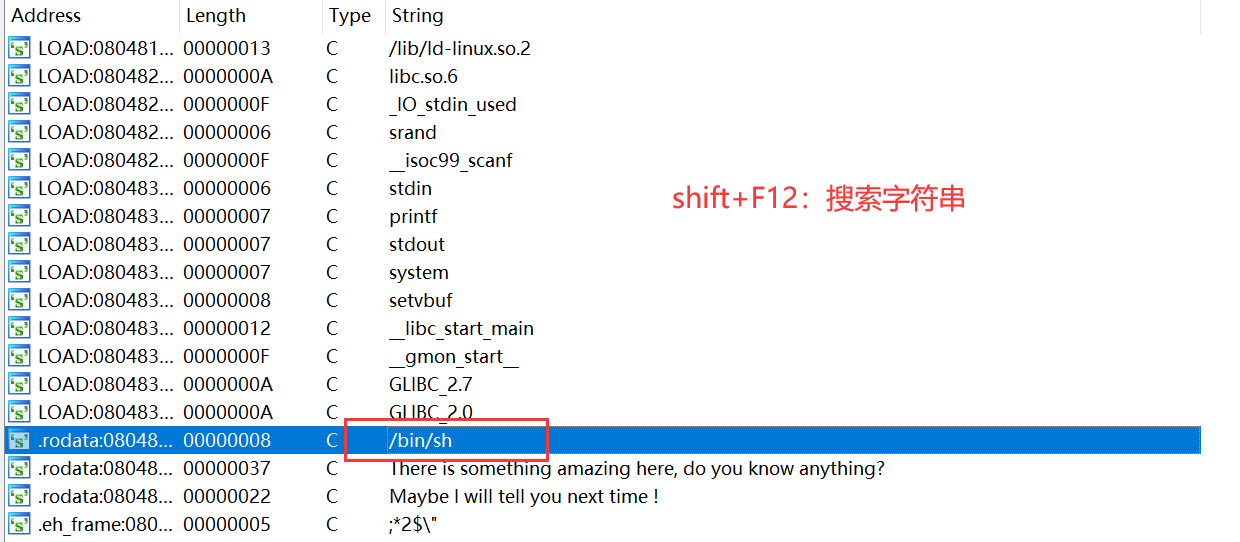 Address Length Type String
LOAD:080481... 00000013 C /lib/ld-linux.so.2
LOAD:080482... 0000000A C libc.so.6
LOAD:080482... 0000000F C _IO_stdin_used
LOAD:080482... 00000006 C srand
LOAD:080482... 0000000F C __isoc99_scanf
LOAD:080483... 00000006 C stdin
shift+F12：搜索字符串
LOAD:080483... 00000007 C printf
LOAD:080483... 00000007 C stdout
LOAD:080483... 00000007 C system
LOAD:080483... 00000008 C setvbuf
LOAD:080483... 00000012 C __libc_start_main
LOAD:080483... 0000000F C __gmon_start__
LOAD:080483... 0000000A C GLIBC_2.7
LOAD:080483... 0000000A C GLIBC_2.0
.rodata:08048... 00000008 C /bin/sh
.rodata:08048... 00000037 C There is something amazing here, do you know anything?
.rodata:08048... 00000022 C Maybe I will tell you next time !
.eh_frame:080... 00000005 C ;*2$\"